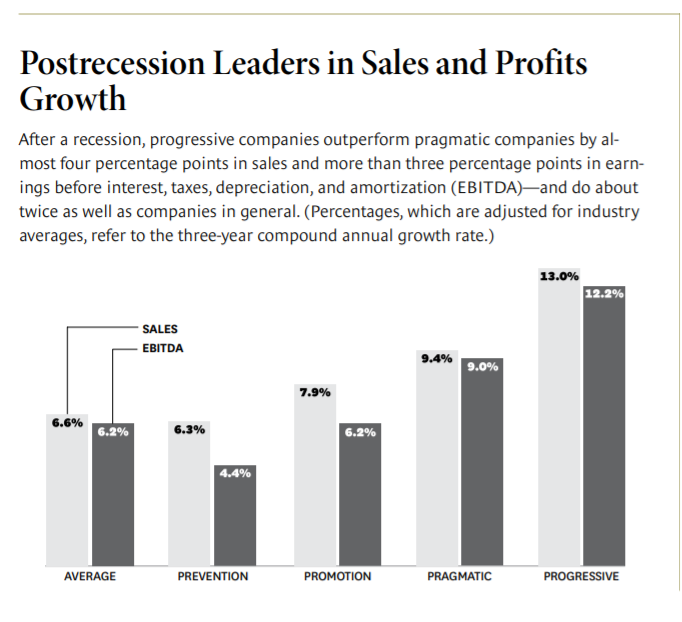 Postrecession Leaders in Sales and Profits
Growth
After a recession, progressive companies outperform pragmatic companies by al-
most four percentage points in sales and more than three percentage points in earn-
ings before interest, taxes, depreciation, and amortization (EBITDA)—and do about
twice as well as companies in general. (Percentages, which are adjusted for industry
averages, refer to the three-year compound annual growth rate.)
13.0%
12.2%
SALES
EBITDA
9.4%
9.0%
7.9%
6.6%
6.2%
6.3%
6.2%
4.4%
AVERAGE PREVENTION PROMOTION PRAGMATIC PROGRESSIVE